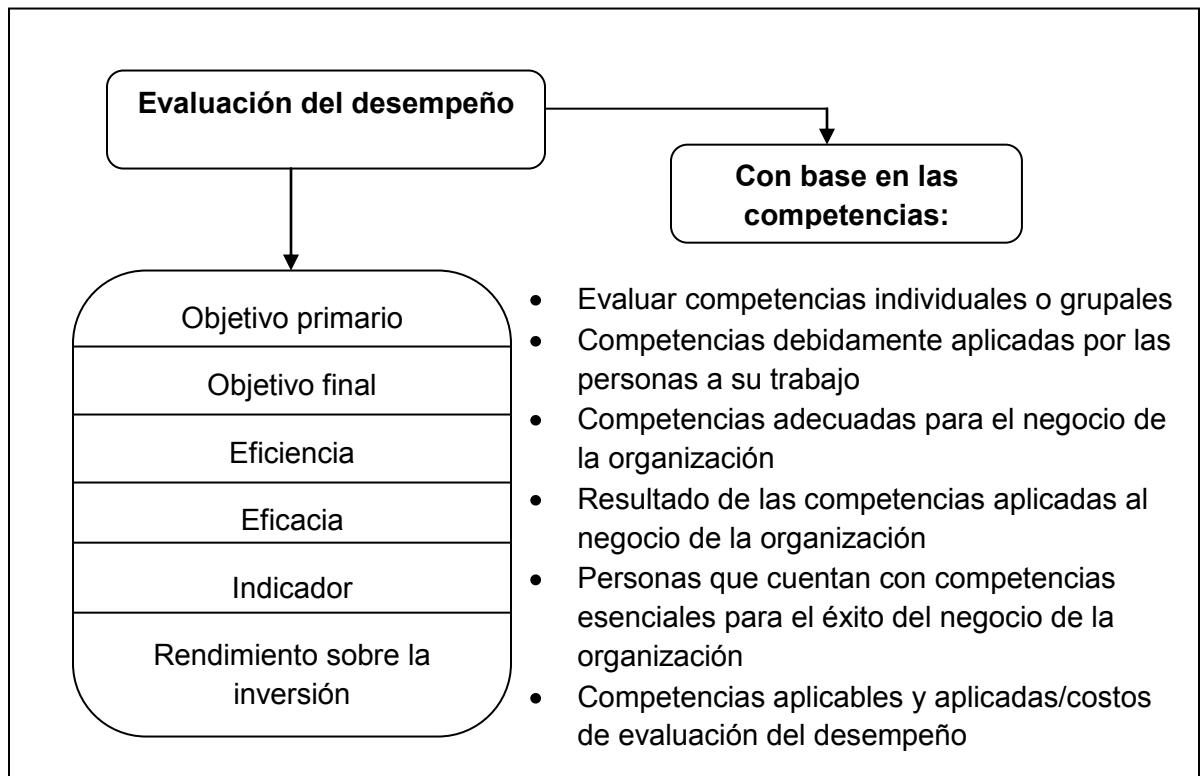 Evaluación del desempeño
Con base en las
competencias:
Objetivo primario
Objetivo final
Eficiencia
Eficacia
Indicador
Rendimiento sobre la
inversión
• Evaluar competencias individuales o grupales
• Competencias debidamente aplicadas por las
personas a su trabajo
• Competencias adecuadas para el negocio de
la organización
• Resultado de las competencias aplicadas al
negocio de la organización
• Personas que cuentan con competencias
esenciales para el éxito del negocio de la
organización
• Competencias aplicables y aplicadas/costos
de evaluación del desempeño